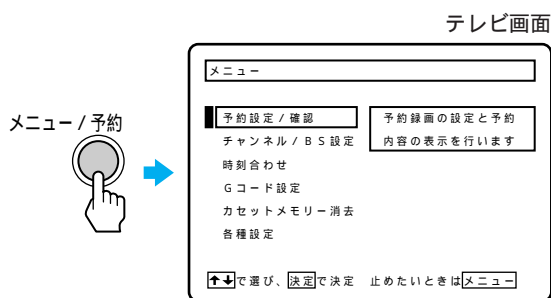 テレビ画面
メニュー / 予約
メニュー
予約設定/確認
予約録画の設定と予約
内容の表示を行います
チャンネル/BS設定
時刻合わせ
Gコード設定
カセットメモリー消去
各種設定
↑↓で選び、決定で決定 止めたいときはメニュー